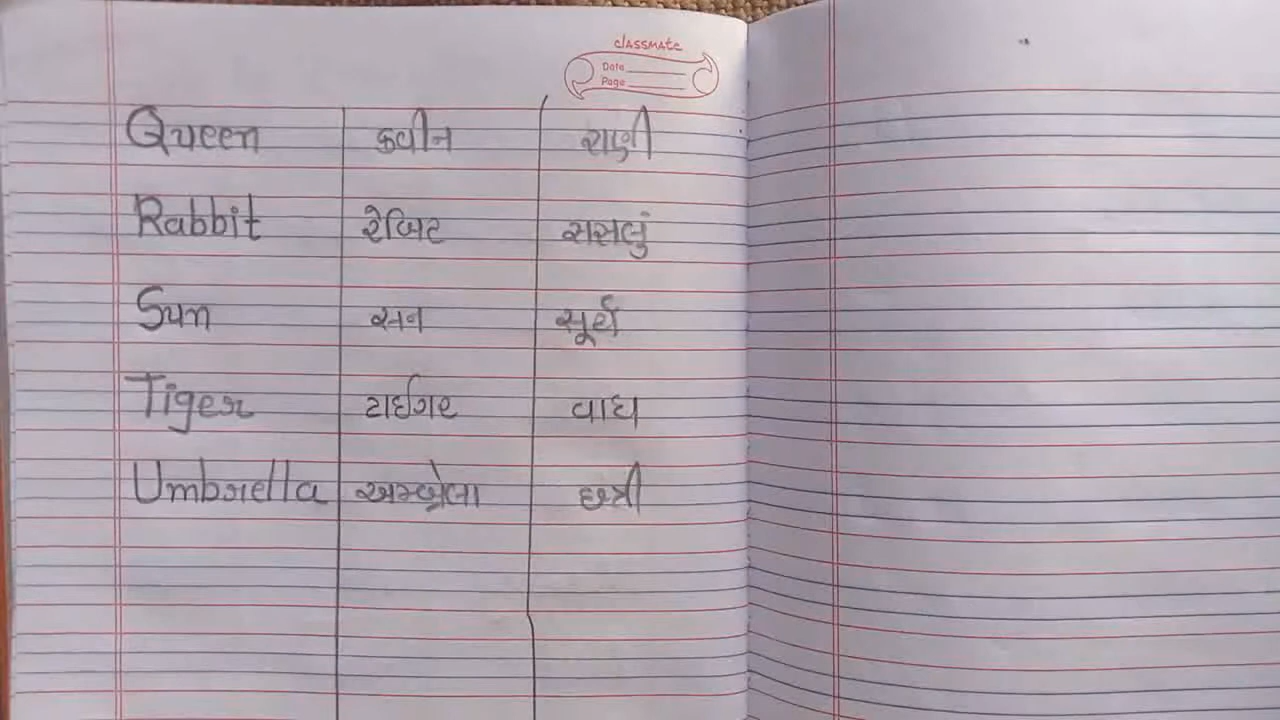 classmate
Date
Page
Queen ક્વીન રાણી
Rabbit રેબિટ સસલું
Sun સન સૂર્ય
Tiger ટાઈગર વાઘ
Umbrella અમ્બ્રેલા છત્રી